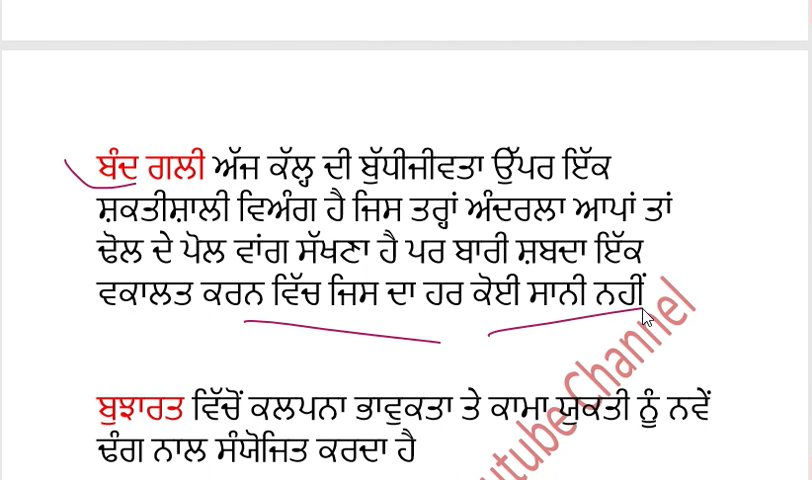 ਬੰਦ ਗਲੀ ਅੱਜ ਕੱਲ੍ਹ ਦੀ ਬੁੱਧੀਜੀਵਤਾ ਉੱਪਰ ਇੱਕ
ਸ਼ਕਤੀਸ਼ਾਲੀ ਵਿਅੰਗ ਹੈ ਜਿਸ ਤਰ੍ਹਾਂ ਅੰਦਰਲਾ ਆਪਾਂ ਤਾਂ
ਢੋਲ ਦੇ ਪੋਲ ਵਾਂਗ ਸੱਖਣਾ ਹੈ ਪਰ ਬਾਰੀ ਸ਼ਬਦਾ ਇੱਕ
ਵਕਾਲਤ ਕਰਨ ਵਿੱਚ ਜਿਸ ਦਾ ਹਰ ਕੋਈ ਸਾਨੀ ਨਹੀਂ
ਬੁਝਾਰਤ ਵਿੱਚੋਂ ਕਲਪਨਾ ਭਾਵੁਕਤਾ ਤੇ ਕਾਮਾ ਯੁਕਤੀ ਨੂੰ ਨਵੇਂ
ਢੰਗ ਨਾਲ ਸੰਯੋਜਿਤ ਕਰਦਾ ਹੈ
utube Channel